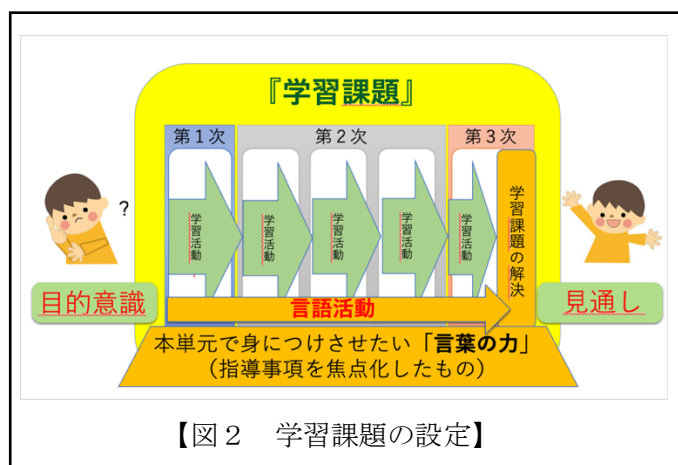 『学習課題』
第１次
第２次
第３次
学習活動
学習活動
学習活動
学習活動
学習活動
学習課題の解決
?
目的意識
言語活動
見通し
本単元で身につけさせたい「言葉の力」
（指導事項を焦点化したもの）
【図２　学習課題の設定】